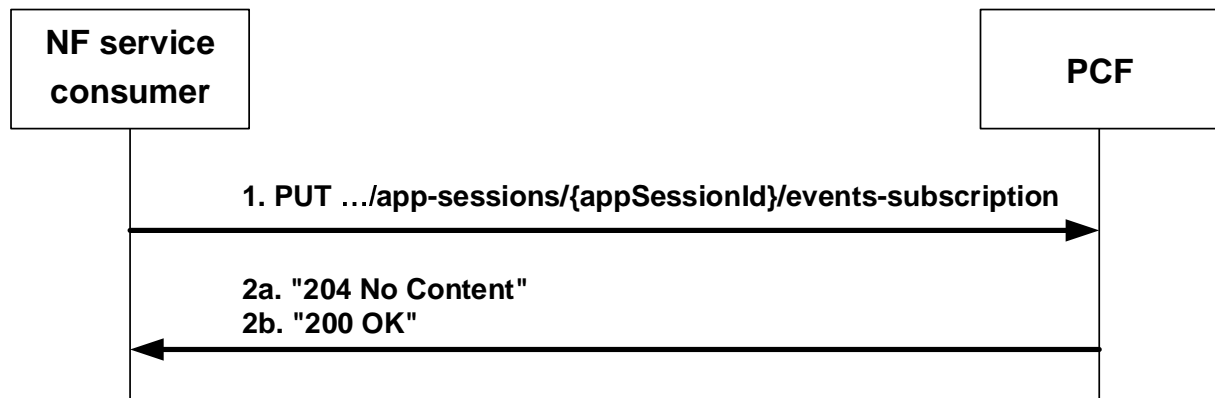 NF service
consumer
PCF
1. PUT …/app-sessions/{appSessionId}/events-subscription
2a. "204 No Content"
2b. "200 OK"